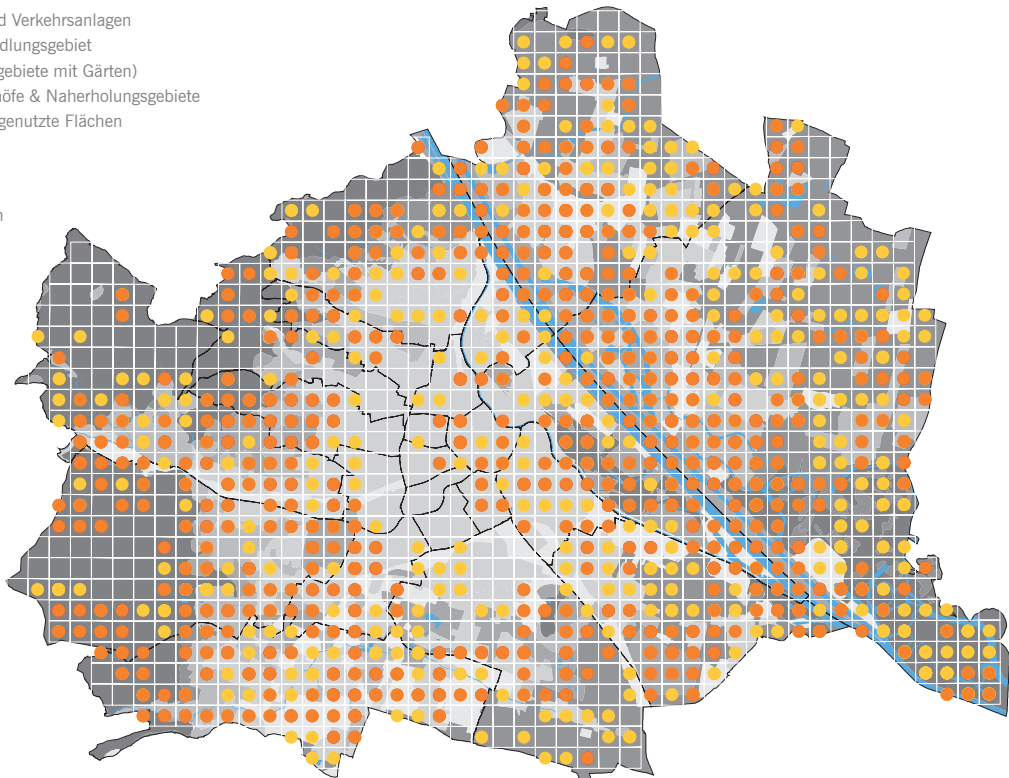 d Verkehrsanlagen
dlungsgebiet
gebiete mit Gärten)
höfe & Naherholungsgebiete
genutzte Flächen
n